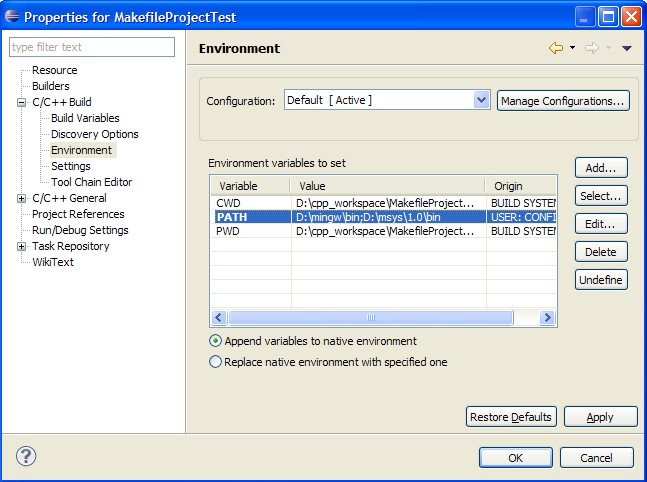 Properties for MakefileProjectTest
type filter text
Resource
Builders
C/C++ Build
Build Variables
Discovery Options
Environment
Settings
Tool Chain Editor
C/C++ General
Project References
Run/Debug Settings
Task Repository
WikiText
Environment
Configuration: Default [ Active ] Manage Configurations...
Environment variables to set
Variable Value Origin
CWD D:\cpp_workspace\MakefileProject... BUILD SYSTEM
PATH D:\mingw\bin;D:\msys\1.0\bin USER: CONFI
PWD D:\cpp_workspace\MakefileProject... BUILD SYSTEM
Add...
Select...
Edit...
Delete
Undefine
Append variables to native environment
Replace native environment with specified one
Restore Defaults Apply
? OK Cancel